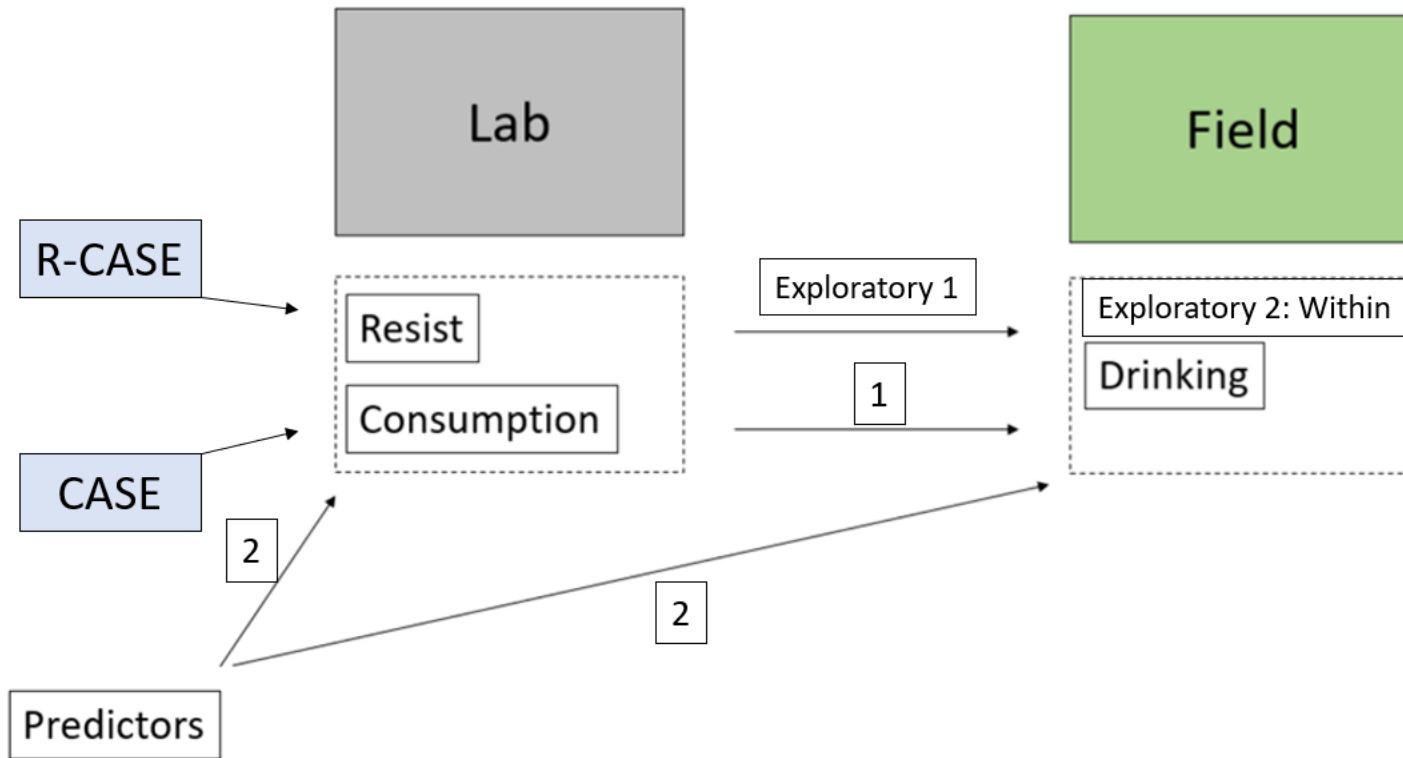 Lab
Field
R-CASE
Exploratory 1
Exploratory 2: Within
Resist
Drinking
1
Consumption
CASE
2
2
Predictors